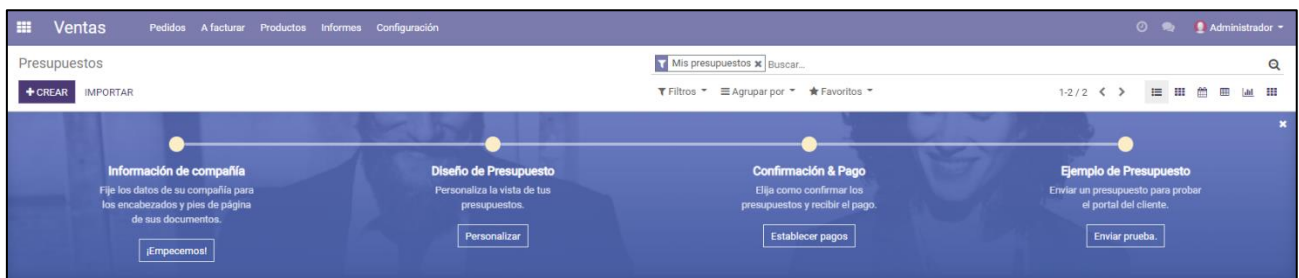 Ventas Pedidos A facturar Productos Informes Configuración Administrador
Presupuestos
Mis presupuestos Buscar...
CREAR IMPORTAR
Filtros Agrupar por Favoritos 1-2 / 2
Información de compañía
Fije los datos de su compañía para
los encabezados y pies de página
de sus documentos.
¡Empecemos!
Diseño de Presupuesto
Personaliza la vista de tus
presupuestos.
Personalizar
Confirmación & Pago
Elija como confirmar los
presupuestos y recibir el pago.
Establecer pagos
Ejemplo de Presupuesto
Enviar un presupuesto para probar
el portal del cliente.
Enviar prueba.